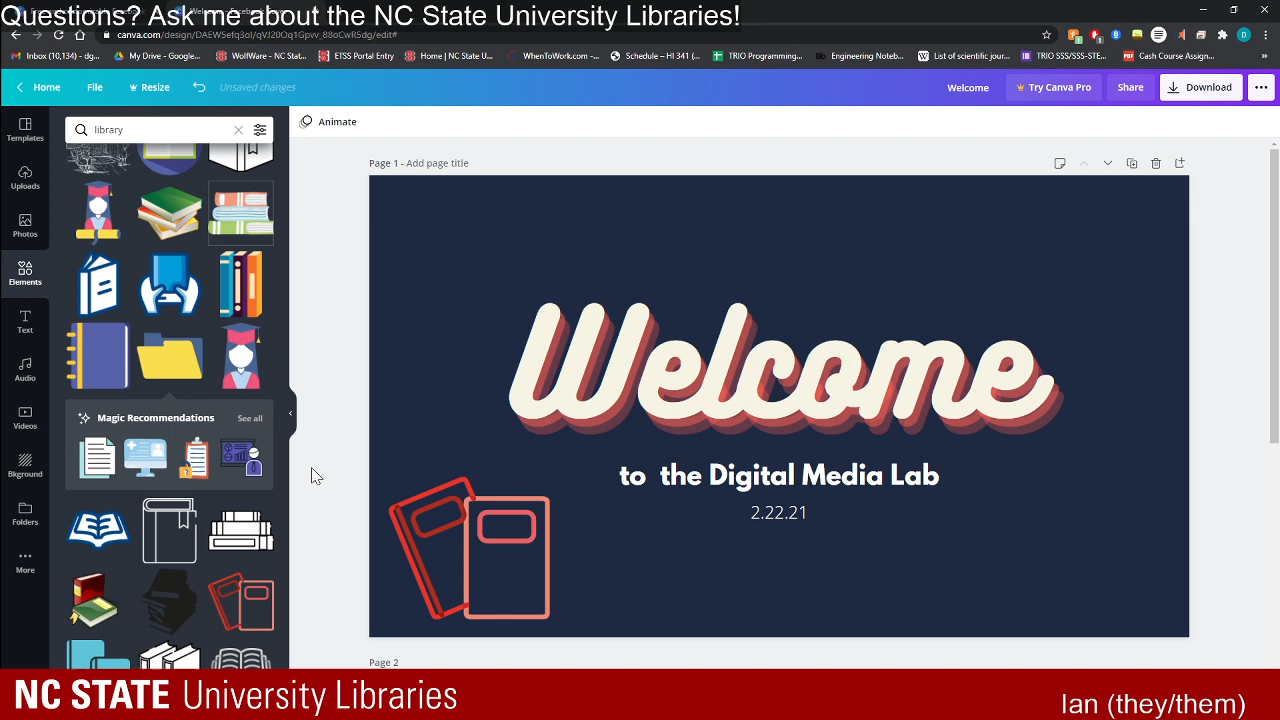 Questions? Ask me about the NC State University Libraries!
canva.com/design/DAEW5efq3oI/qVJ20Oq1Gpvv_88oCwR5dg/edit#
Inbox (10,134) - dg...
My Drive - Google...
WolfWare - NC Stat...
ETSS Portal Entry
Home | NC State U...
WhenToWork.com -...
Schedule – HI 341 (...
TRIO Programming...
Engineering Noteb...
List of scientific jour...
TRIO SSS/SSS-STE...
Cash Course Assig...
Home
File
Resize
Unsaved changes
Welcome
Try Canva Pro
Share
Download
library
Animate
Templates
Uploads
Photos
Elements
Text
Audio
Videos
Bkground
Folders
More
Magic Recommendations
See all
Page 1 - Add page title
Welcome
to the Digital Media Lab
2.22.21
Page 2
NC STATE University Libraries
Ian (they/them)